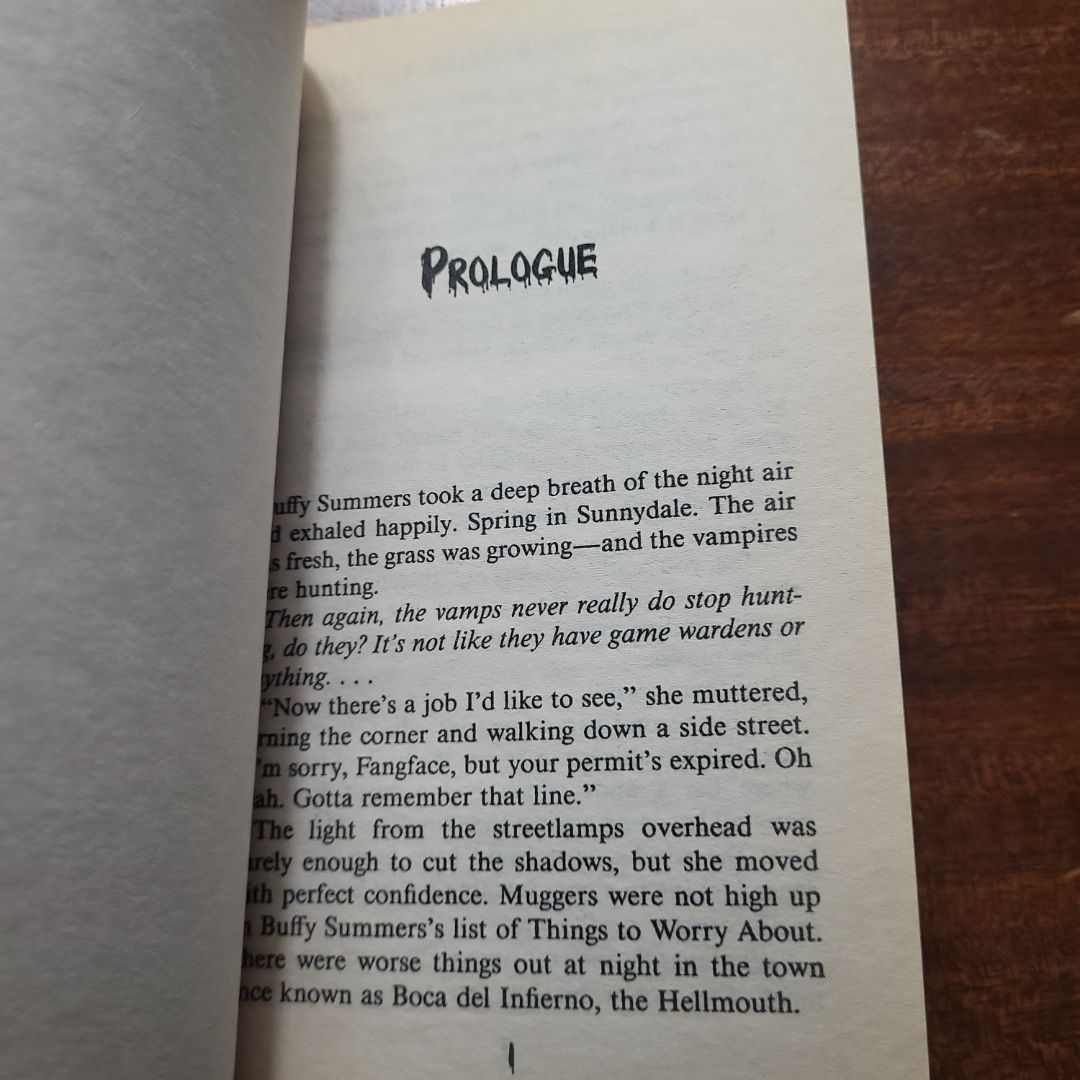 PROLOGUE
uffy Summers took a deep breath of the night air
d exhaled happily. Spring in Sunnydale. The air
s fresh, the grass was growing—and the vampires
re hunting.
Then again, the vamps never really do stop hunt-
g, do they? It's not like they have game wardens or
ything. . . .
"Now there's a job I'd like to see," she muttered,
rning the corner and walking down a side street.
'm sorry, Fangface, but your permit's expired. Oh
ah. Gotta remember that line."
The light from the streetlamps overhead was
rely enough to cut the shadows, but she moved
ith perfect confidence. Muggers were not high up
n Buffy Summers's list of Things to Worry About.
here were worse things out at night in the town
nce known as Boca del Infierno, the Hellmouth.
1